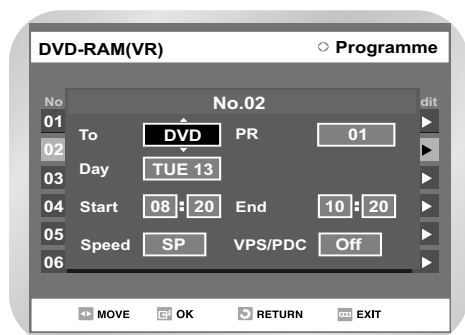 DVD-RAM(VR) Programme
No dit
No.02
01
To DVD PR 01
02
Day TUE 13
03
04 Start 08:20 End 10:20
05
Speed SP VPS/PDC Off
06
MOVE OK RETURN EXIT